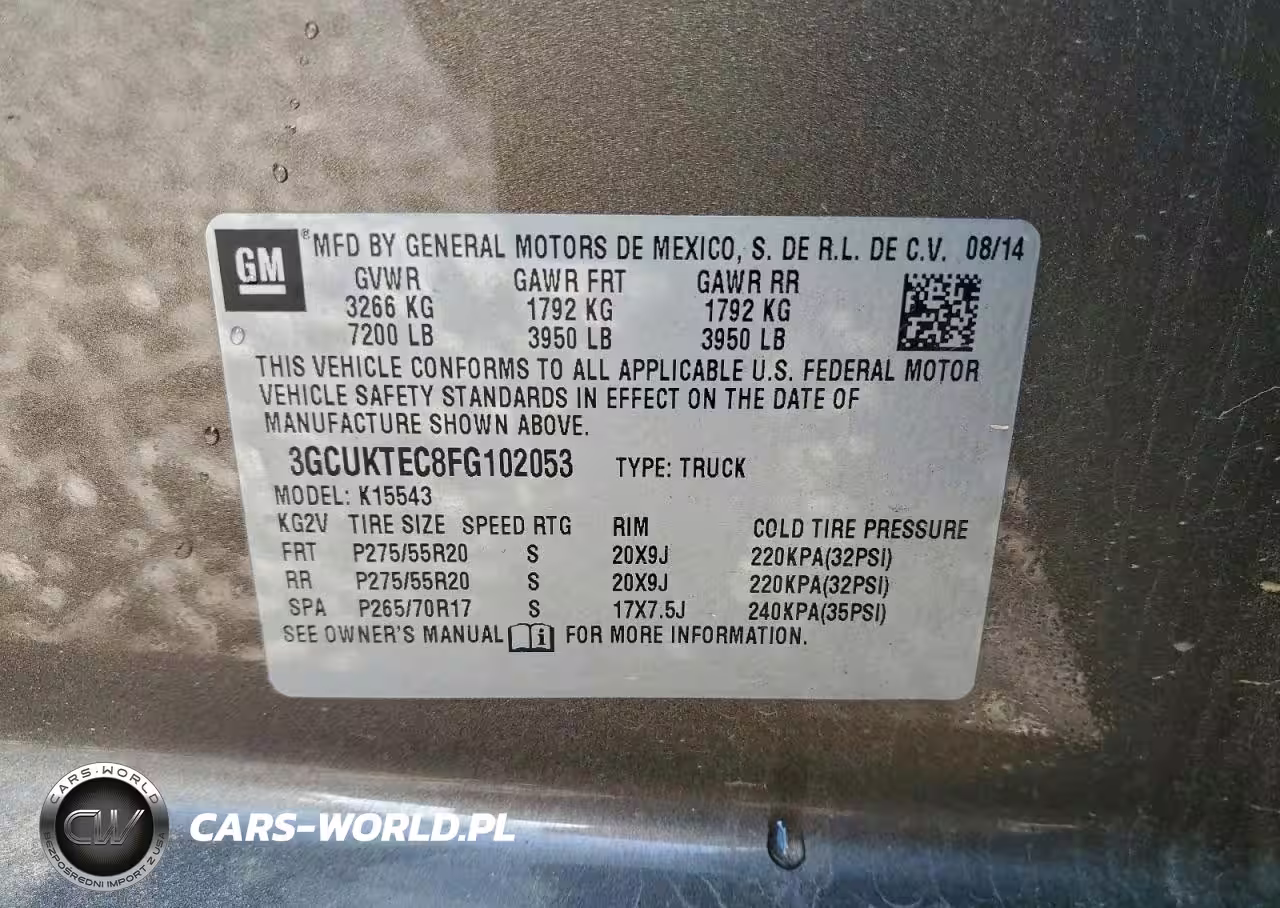 GM ® MFD BY GENERAL MOTORS DE MEXICO, S. DE R.L. DE C.V. 08/14
GVWR GAWR FRT GAWR RR
3266 KG 1792 KG 1792 KG
7200 LB 3950 LB 3950 LB
THIS VEHICLE CONFORMS TO ALL APPLICABLE U.S. FEDERAL MOTOR
VEHICLE SAFETY STANDARDS IN EFFECT ON THE DATE OF
MANUFACTURE SHOWN ABOVE.
3GCUKTEC8FG102053 TYPE: TRUCK
MODEL: K15543
KG2V TIRE SIZE SPEED RTG RIM COLD TIRE PRESSURE
FRT P275/55R20 S 20X9J 220KPA(32PSI)
RR P275/55R20 S 20X9J 220KPA(32PSI)
SPA P265/70R17 S 17X7.5J 240KPA(35PSI)
SEE OWNER'S MANUAL i FOR MORE INFORMATION.
CARS-WORLD
CW
BEZPOŚREDNI IMPORT Z USA
CARS-WORLD.PL